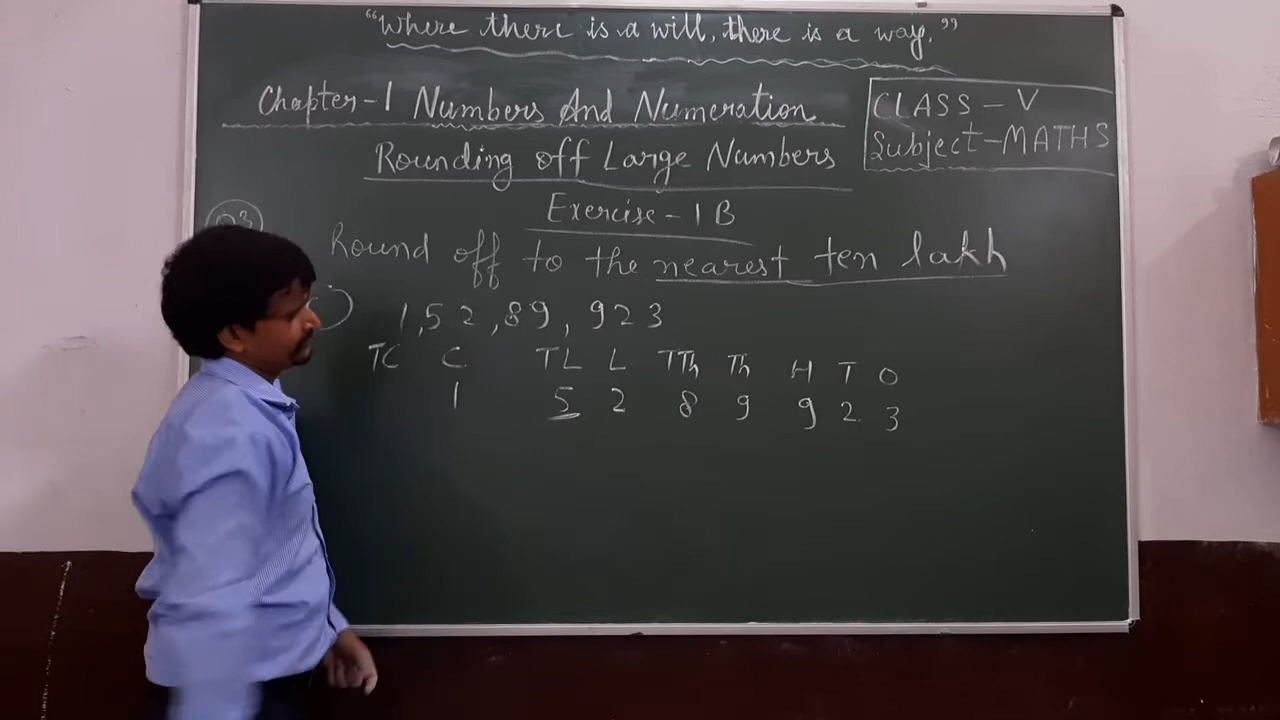 "Where there is a will, there is a way."
Chapter-1 Numbers And Numeration
CLASS-V
Subject-MATHS
Rounding off Large Numbers
Exercise-1B
Q3
Round off to the nearest ten lakh
1,52,89,923
TC C TL L TTh Th H T O
1 5 2 8 9 9 2 3